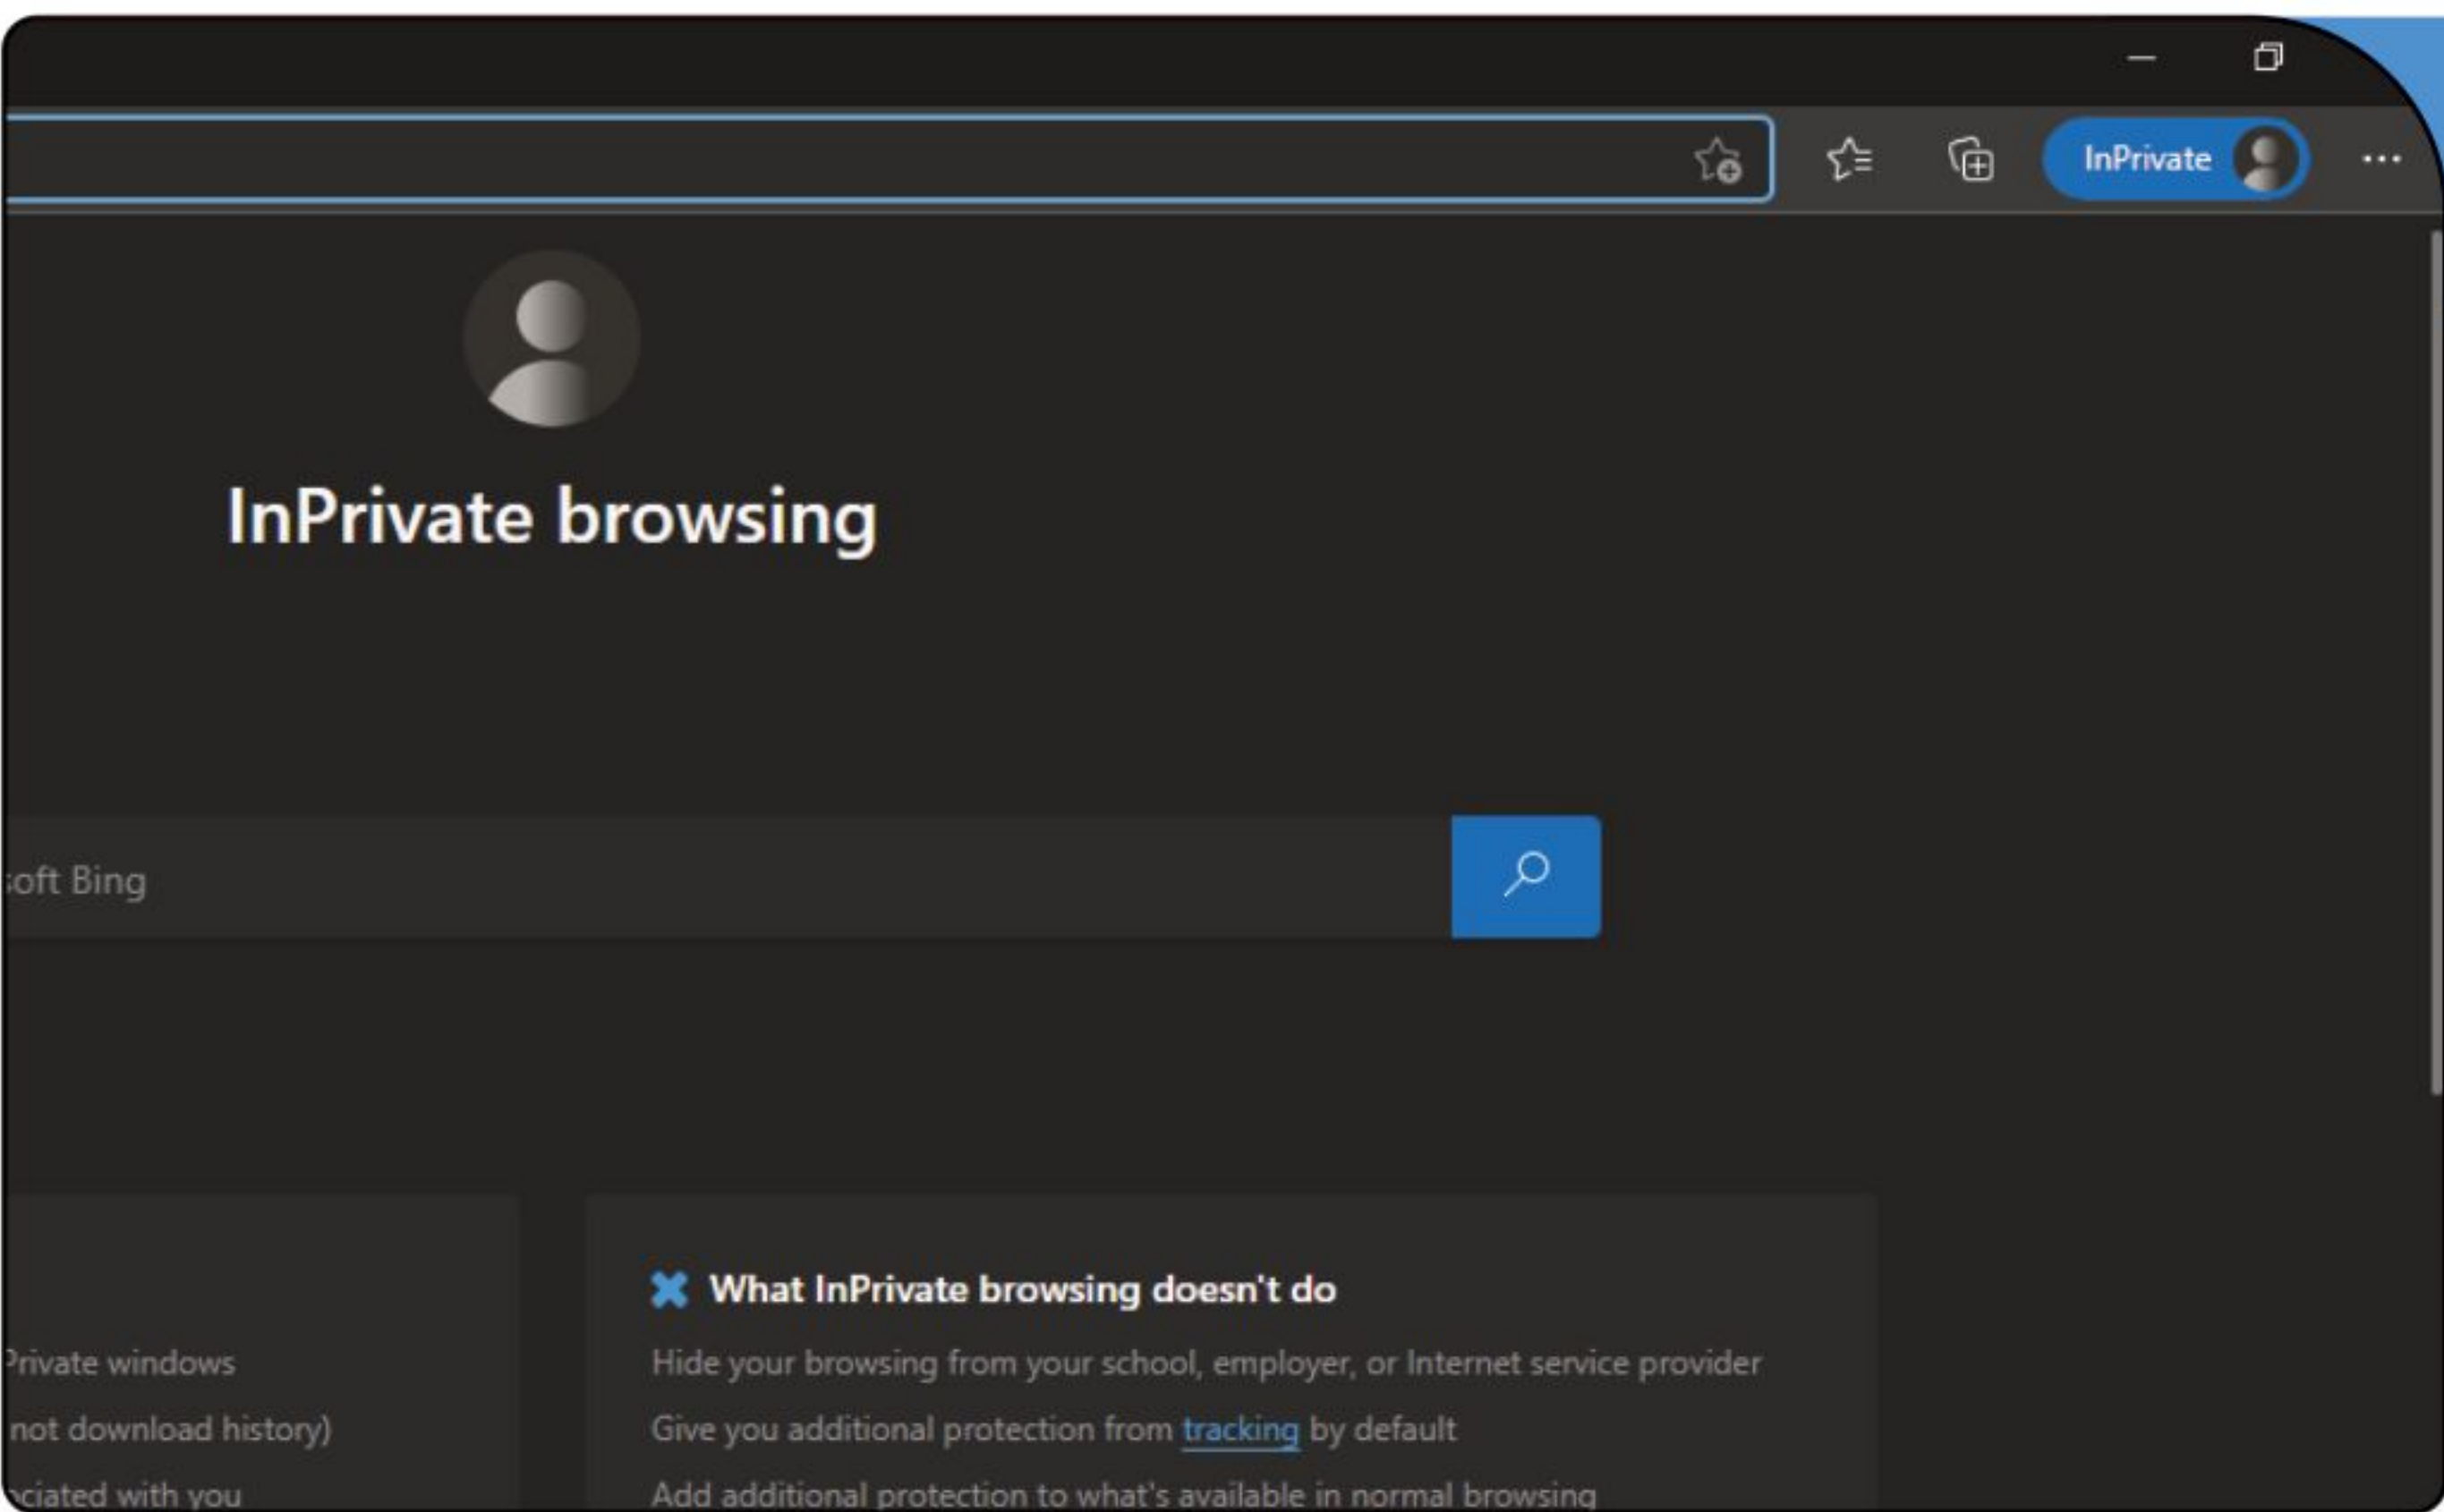 InPrivate
InPrivate browsing
soft Bing
What InPrivate browsing doesn't do
Private windows
Hide your browsing from your school, employer, or Internet service provider
not download history)
Give you additional protection from tracking by default
ociated with you
Add additional protection to what's available in normal browsing